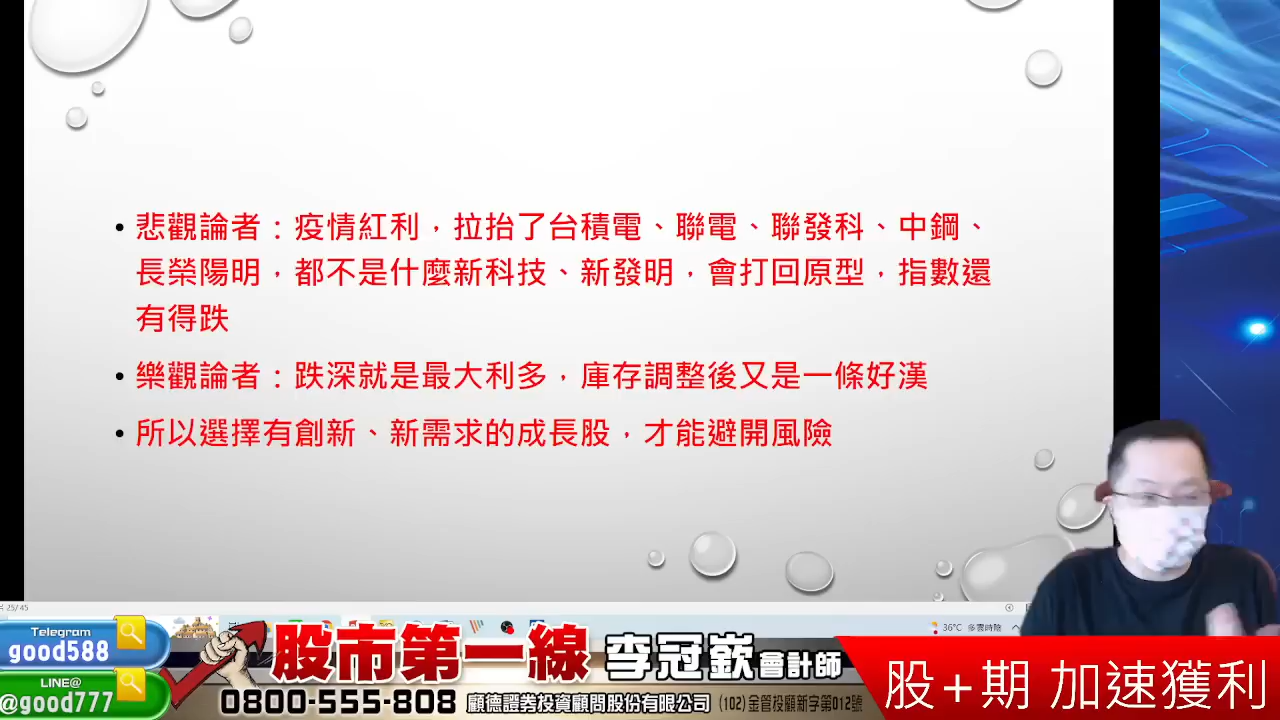 • 悲觀論者：疫情紅利，拉抬了台積電、聯電、聯發科、中鋼、
長榮陽明，都不是什麼新科技、新發明，會打回原型，指數還
有得跌
• 樂觀論者：跌深就是最大利多，庫存調整後又是一條好漢
• 所以選擇有創新、新需求的成長股，才能避開風險
25/45
36°C 多雲時陰
Telegram
good588
LINE@
@good777
股市第一線 李冠嶔會計師
0800-555-808 顧德證券投資顧問股份有限公司 (102)金管投顧新字第012號
股+期 加速獲利